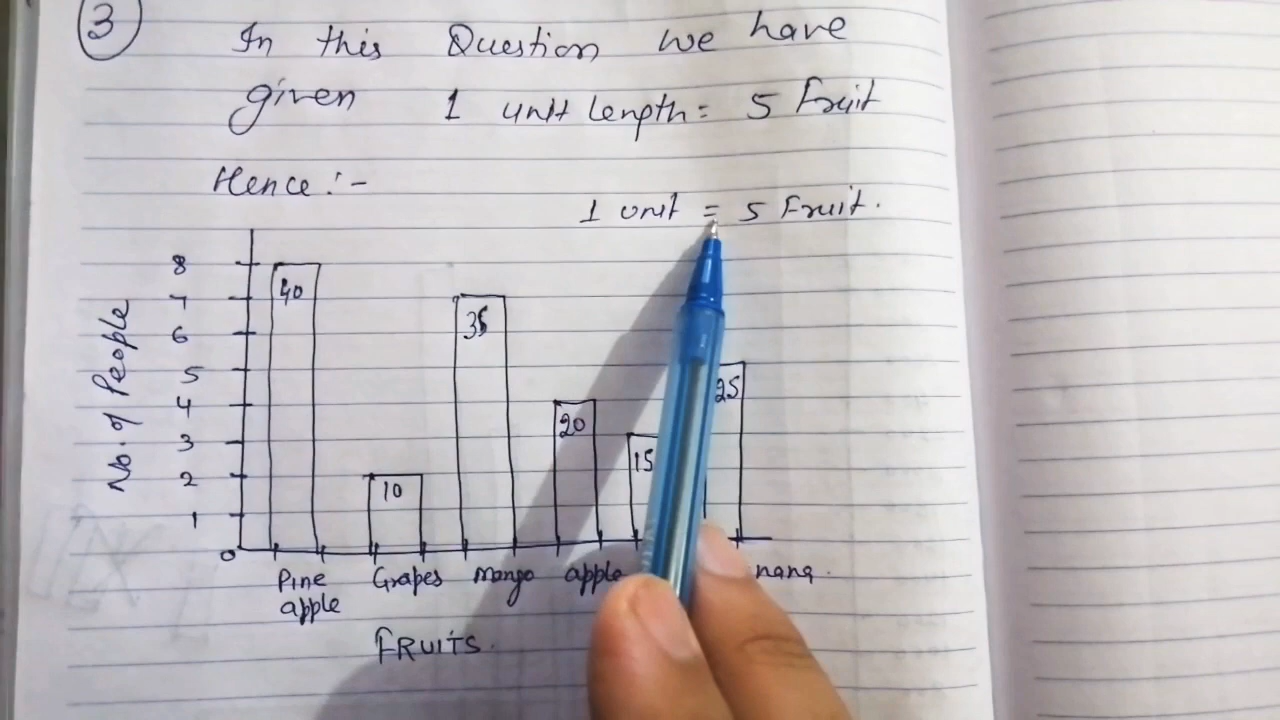 3
In this Question we have
given 1 unit length = 5 Fruit
Hence :-
1 unit = 5 Fruit.
8
7
6
5
4
3
2
1
0
No. of People
40
10
35
20
15
25
Pine apple
Grapes
Mango
apple
FRUITS.